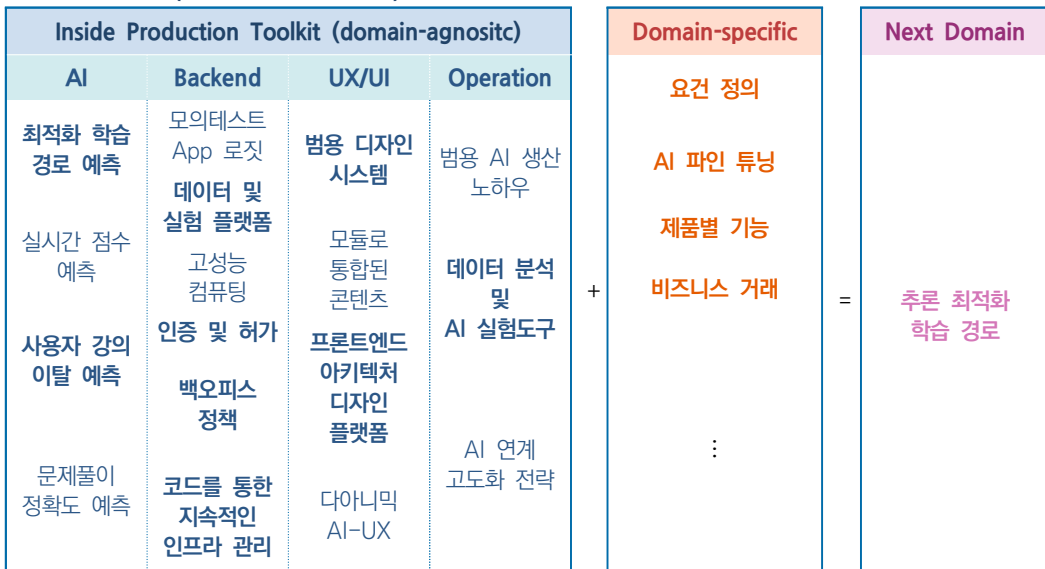 Inside Production Toolkit (domain-agnositc)
AI
Backend
UX/UI
Operation
최적화 학습
경로 예측
실시간 점수
예측
사용자 강의
이탈 예측
문제풀이
정확도 예측
모의테스트
App 로짓
데이터 및
실험 플랫폼
고성능
컴퓨팅
인증 및 허가
백오피스
정책
코드를 통한
지속적인
인프라 관리
범용 디자인
시스템
모듈로
통합된
콘텐츠
프론트엔드
아키텍처
디자인
플랫폼
다아니믹
AI-UX
범용 AI 생산
노하우
데이터 분석
및
AI 실험도구
AI 연계
고도화 전략
+
Domain-specific
요건 정의
AI 파인 튜닝
제품별 기능
비즈니스 거래
⋮
=
Next Domain
추론 최적화
학습 경로